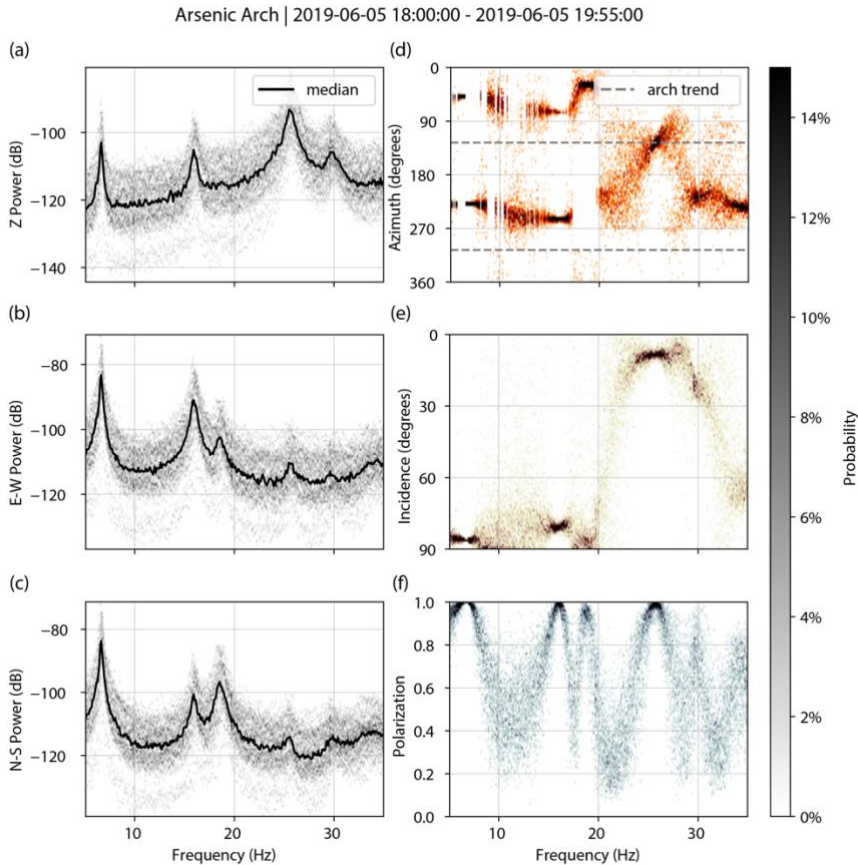 Arsenic Arch | 2019-06-05 18:00:00 - 2019-06-05 19:55:00
(a)
median
Z Power (dB)
−100
−120
−140
(b)
E-W Power (dB)
−80
−100
−120
(c)
N-S Power (dB)
−80
−100
−120
10
20
30
Frequency (Hz)
(d)
arch trend
Azimuth (degrees)
0
90
180
270
360
(e)
Incidence (degrees)
0
30
60
90
(f)
Polarization
1.0
0.8
0.6
0.4
0.2
0.0
10
20
30
Frequency (Hz)
14%
12%
10%
8%
6%
4%
2%
0%
Probability